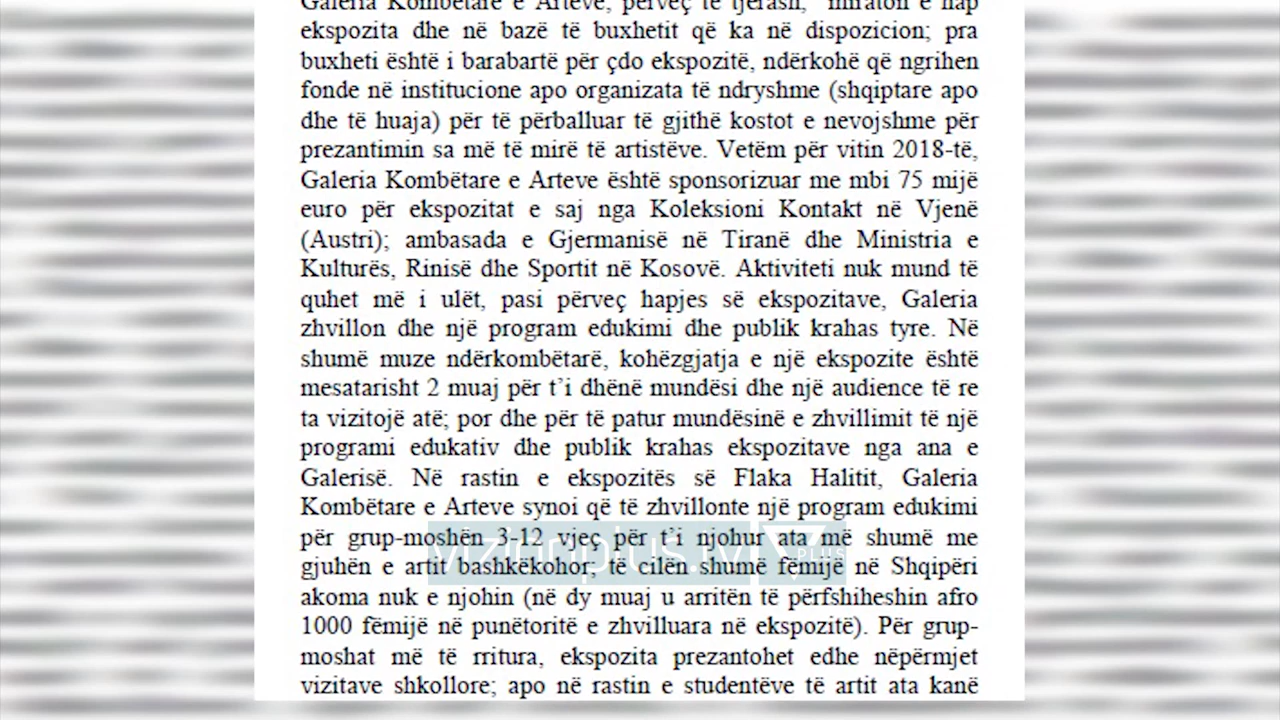 Galeria Kombëtare e Arteve, përveç të tjerash, miraton e hap
ekspozita dhe në bazë të buxhetit që ka në dispozicion; pra
buxheti është i barabartë për çdo ekspozitë, ndërkohë që ngrihen
fonde në institucione apo organizata të ndryshme (shqiptare apo
dhe të huaja) për të përballuar të gjithë kostot e nevojshme për
prezantimin sa më të mirë të artistëve. Vetëm për vitin 2018-të,
Galeria Kombëtare e Arteve është sponsorizuar me mbi 75 mijë
euro për ekspozitat e saj nga Koleksioni Kontakt në Vjenë
(Austri); ambasada e Gjermanisë në Tiranë dhe Ministria e
Kulturës, Rinisë dhe Sportit në Kosovë. Aktiviteti nuk mund të
quhet më i ulët, pasi përveç hapjes së ekspozitave, Galeria
zhvillon dhe një program edukimi dhe publik krahas tyre. Në
shumë muze ndërkombëtarë, kohëzgjatja e një ekspozite është
mesatarisht 2 muaj për t'i dhënë mundësi dhe një audience të re
ta vizitojë atë; por dhe për të patur mundësinë e zhvillimit të një
programi edukativ dhe publik krahas ekspozitave nga ana e
Galerisë. Në rastin e ekspozitës së Flaka Halitit, Galeria
Kombëtare e Arteve synoi që të zhvillonte një program edukimi
për grup-moshën 3-12 vjeç për t'i njohur ata më shumë me
gjuhën e artit bashkëkohor; të cilën shumë fëmijë në Shqipëri
akoma nuk e njohin (në dy muaj u arritën të përfshiheshin afro
1000 fëmijë në punëtoritë e zhvilluara në ekspozitë). Për grup-
moshat më të rritura, ekspozita prezantohet edhe nëpërmjet
vizitave shkollore; apo në rastin e studentëve të artit ata kanë
vizionplus.tv PLUS